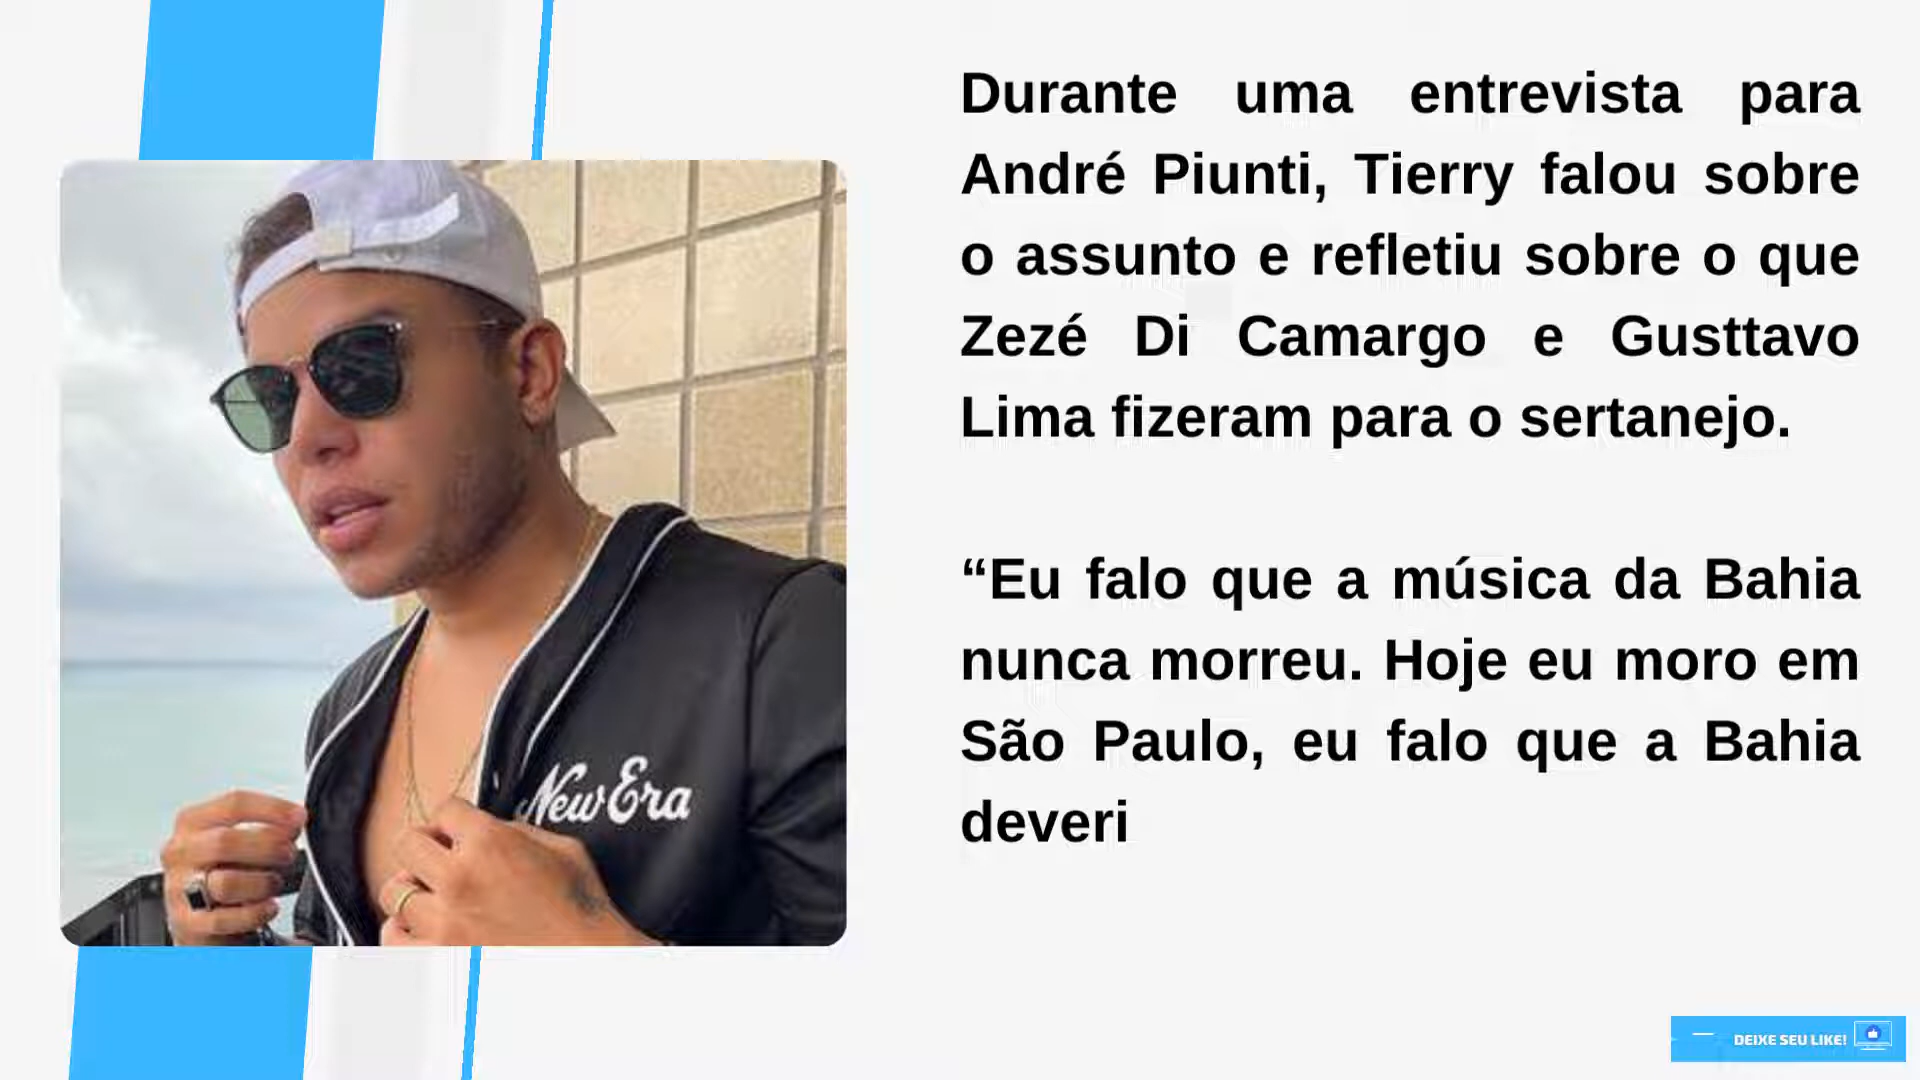 Durante uma entrevista para
André Piunti, Tierry falou sobre
o assunto e refletiu sobre o que
Zezé Di Camargo e Gusttavo
Lima fizeram para o sertanejo.
“Eu falo que a música da Bahia
nunca morreu. Hoje eu moro em
São Paulo, eu falo que a Bahia
deveri
New Era
DEIXE SEU LIKE!